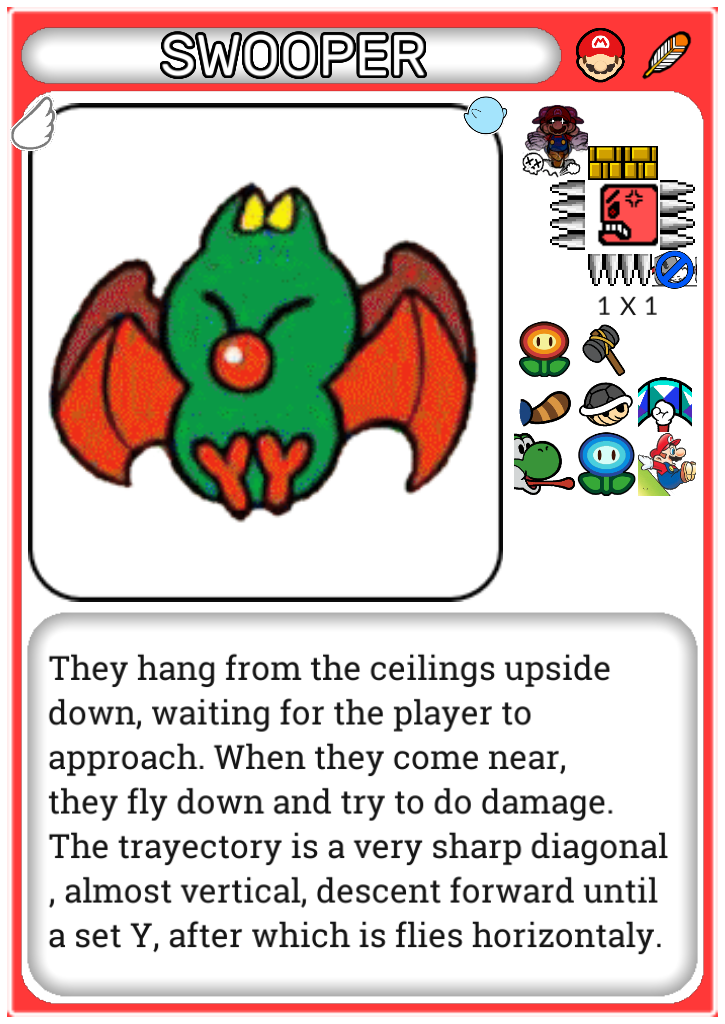 SWOOPER
1 X 1
They hang from the ceilings upside
down, waiting for the player to
approach. When they come near,
they fly down and try to do damage.
The trayectory is a very sharp diagonal
, almost vertical, descent forward until
a set Y, after which is flies horizontaly.